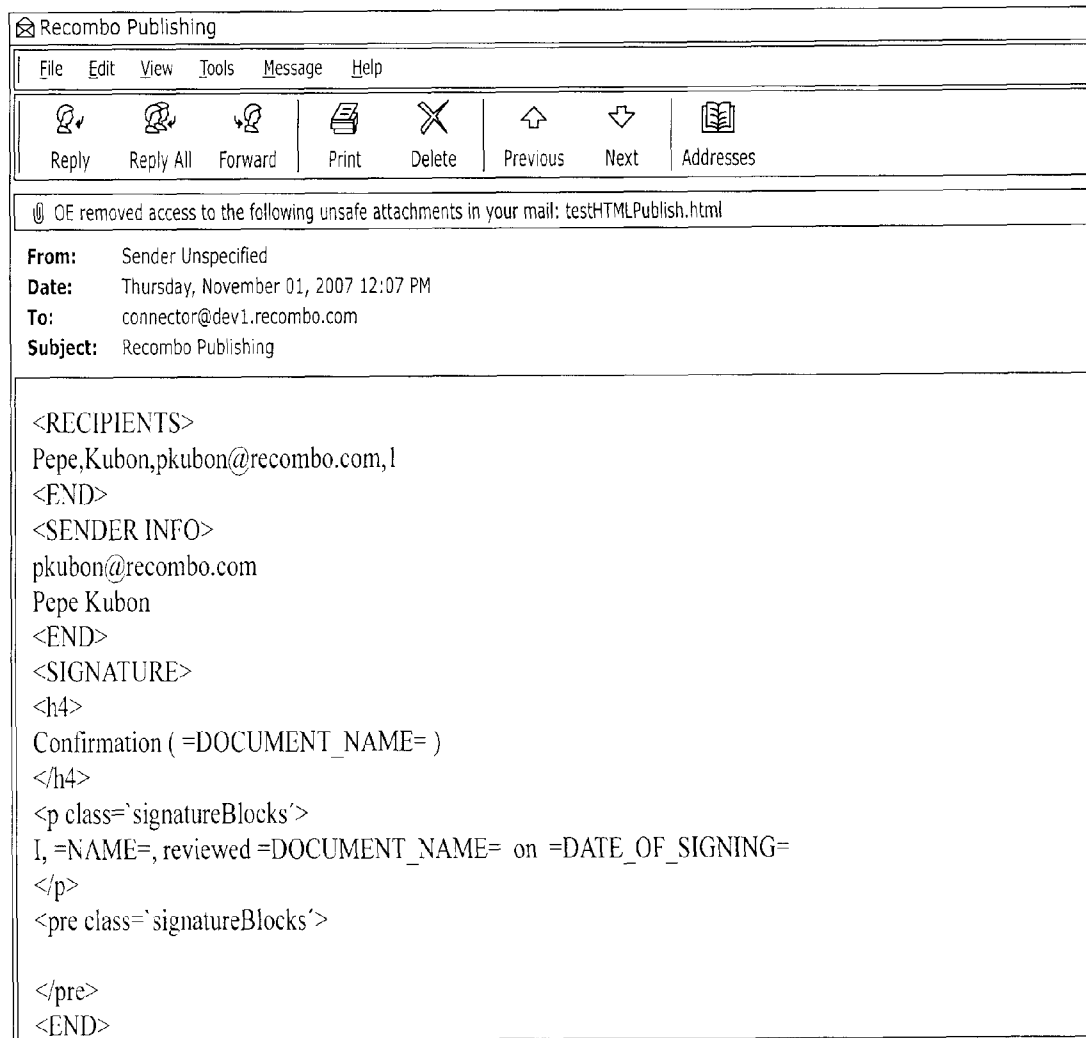 Recombo Publishing
File Edit View Tools Message Help
Reply Reply All Forward Print Delete Previous Next Addresses
OE removed access to the following unsafe attachments in your mail: testHTMLPublish.html
From: Sender Unspecified
Date: Thursday, November 01, 2007 12:07 PM
To: connector@dev1.recombo.com
Subject: Recombo Publishing
<RECIPIENTS>
Pepe,Kubon,pkubon@recombo.com,1
<END>
<SENDER INFO>
pkubon@recombo.com
Pepe Kubon
<END>
<SIGNATURE>
<h4>
Confirmation ( =DOCUMENT_NAME= )
</h4>
<p class=`signatureBlocks´>
I, =NAME=, reviewed =DOCUMENT_NAME= on =DATE_OF_SIGNING=
</p>
<pre class=`signatureBlocks´>
</pre>
<END>